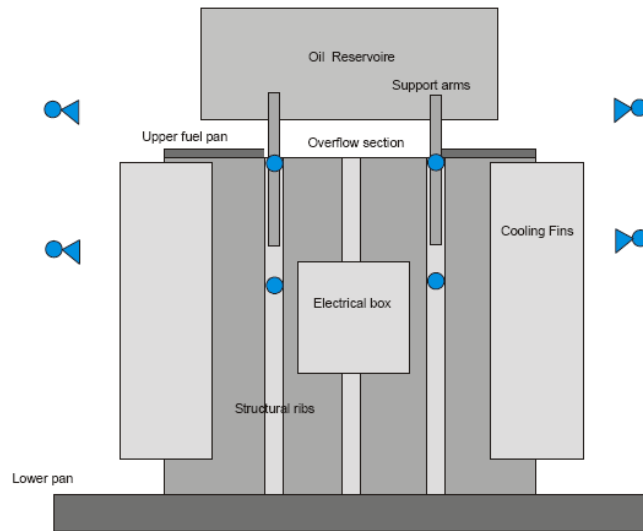 Oil Reservoire
Support arms
Upper fuel pan
Overflow section
Cooling Fins
Electrical box
Structural ribs
Lower pan